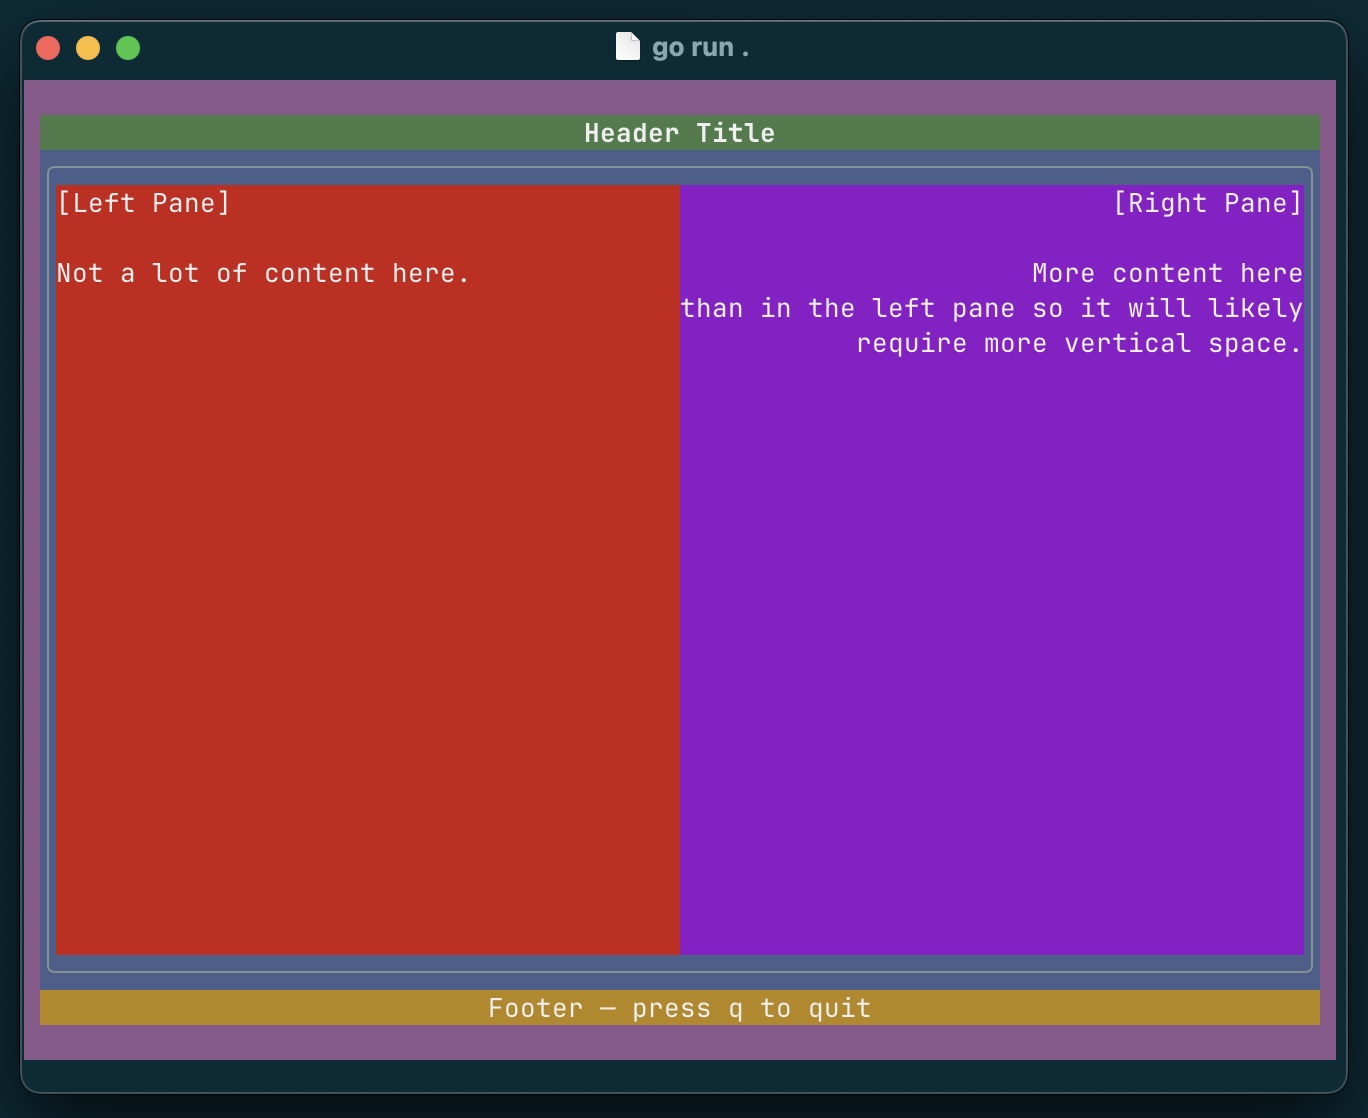 go run .
Header Title
[Left Pane]
Not a lot of content here.
[Right Pane]
More content here
than in the left pane so it will likely
require more vertical space.
Footer — press q to quit